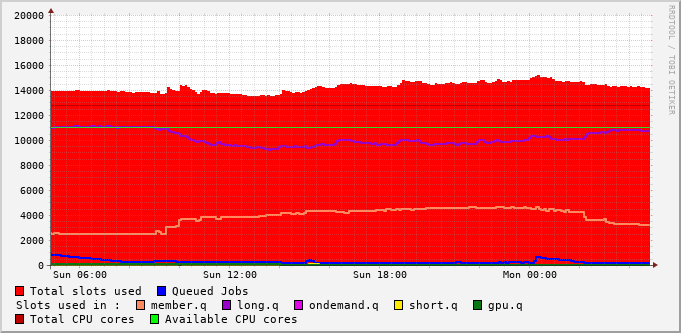 20000
18000
16000
14000
12000
10000
8000
6000
4000
2000
0
Sun 06:00 Sun 12:00 Sun 18:00 Mon 00:00
RRDTOOL / TOBI OETIKER
Total slots used Queued Jobs
Slots used in : member.q long.q ondemand.q short.q gpu.q
Total CPU cores Available CPU cores